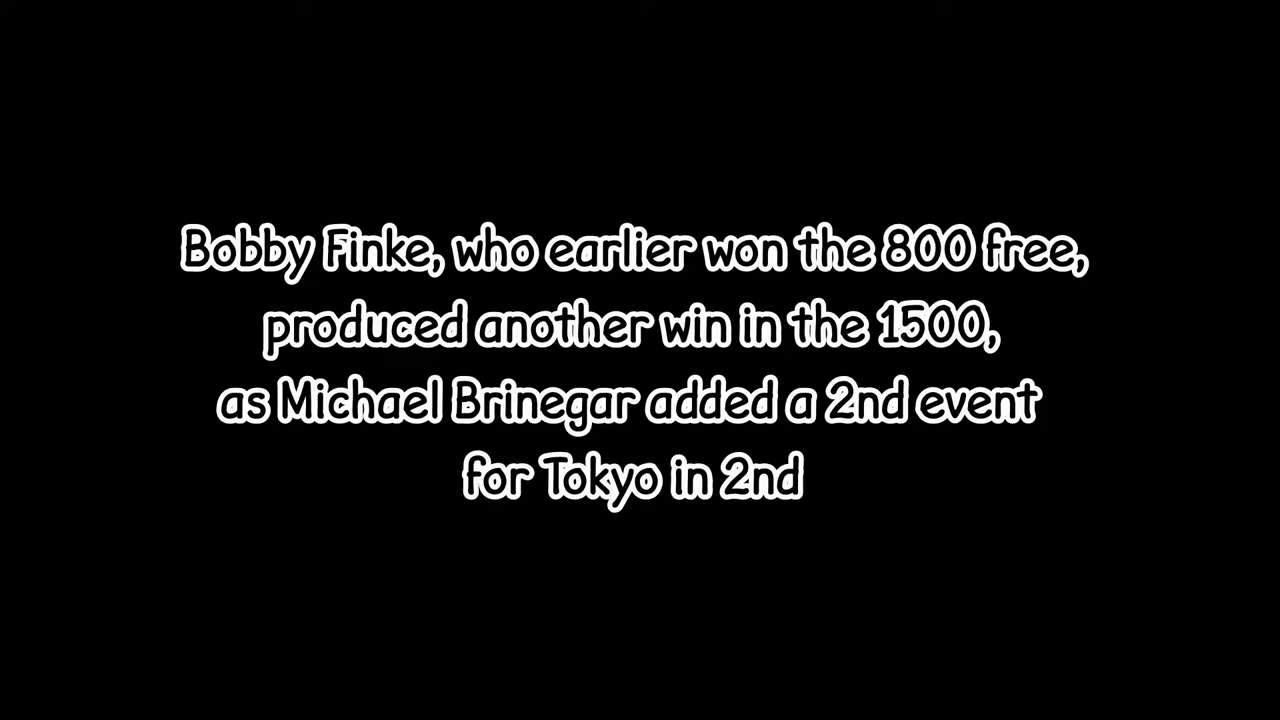 Bobby Finke, who earlier won the 800 free,
produced another win in the 1500,
as Michael Brinegar added a 2nd event
for Tokyo in 2nd